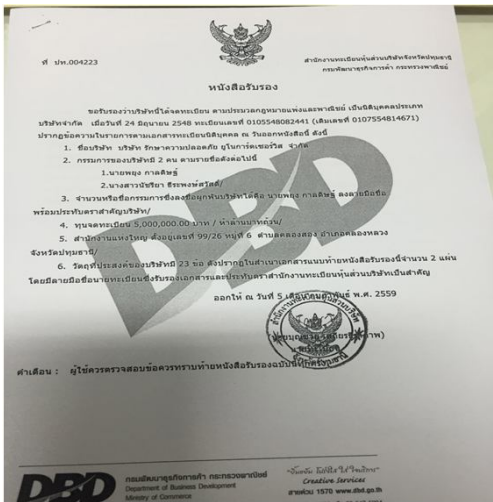 ที่ ปท.004223
สำนักงานทะเบียนหุ้นส่วนบริษัทจังหวัดปทุมธานี
กรมพัฒนาธุรกิจการค้า กระทรวงพาณิชย์
หนังสือรับรอง
ขอรับรองว่าบริษัทนี้ได้จดทะเบียน ตามประมวลกฎหมายแพ่งและพาณิชย์ เป็นนิติบุคคลประเภท
บริษัทจำกัด เมื่อวันที่ 24 มิถุนายน 2548 ทะเบียนเลขที่ 0105548082441 (เดิมเลขที่ 0107554814671)
ปรากฏข้อความในรายการตามเอกสารทะเบียนนิติบุคคล ณ วันออกหนังสือนี้ ดังนี้
1. ชื่อบริษัท บริษัท รักษาความปลอดภัย ยูไนการ์ดเซอร์วิส จำกัด
2. กรรมการของบริษัทมี 2 คน ตามรายชื่อดังต่อไปนี้
1.นายพยุง กาลดิษฐ์
2.นางสาวนัชริยา ธีระพงษ์สวัสดิ์/
3. จำนวนหรือชื่อกรรมการซึ่งลงชื่อผูกพันบริษัทได้คือ นายพยุง กาลดิษฐ์ ลงลายมือชื่อ
พร้อมประทับตราสำคัญบริษัท/
4. ทุนจดทะเบียน 5,000,000.00 บาท / ห้าล้านบาทถ้วน/
5. สำนักงานแห่งใหญ่ ตั้งอยู่เลขที่ 99/26 หมู่ที่ 6 ตำบลคลองสอง อำเภอคลองหลวง
จังหวัดปทุมธานี/
6. วัตถุที่ประสงค์ของบริษัทมี 23 ข้อ ดังปรากฏในสำเนาเอกสารแนบท้ายหนังสือรับรองนี้จำนวน 2 แผ่น
โดยมีลายมือชื่อนายทะเบียนซึ่งรับรองเอกสารและประทับตราสำนักงานทะเบียนหุ้นส่วนบริษัทเป็นสำคัญ
ออกให้ ณ วันที่ 5 เดือน กุมภาพันธ์ พ.ศ. 2559
คำเตือน : ผู้ใช้ควรตรวจสอบข้อควรทราบท้ายหนังสือรับรองฉบับนี้ทุกครั้ง
DBD
DBD
กรมพัฒนาธุรกิจการค้า กระทรวงพาณิชย์
Department of Business Development
Ministry of Commerce
Creative Services
สายด่วน 1570 www.dbd.go.th